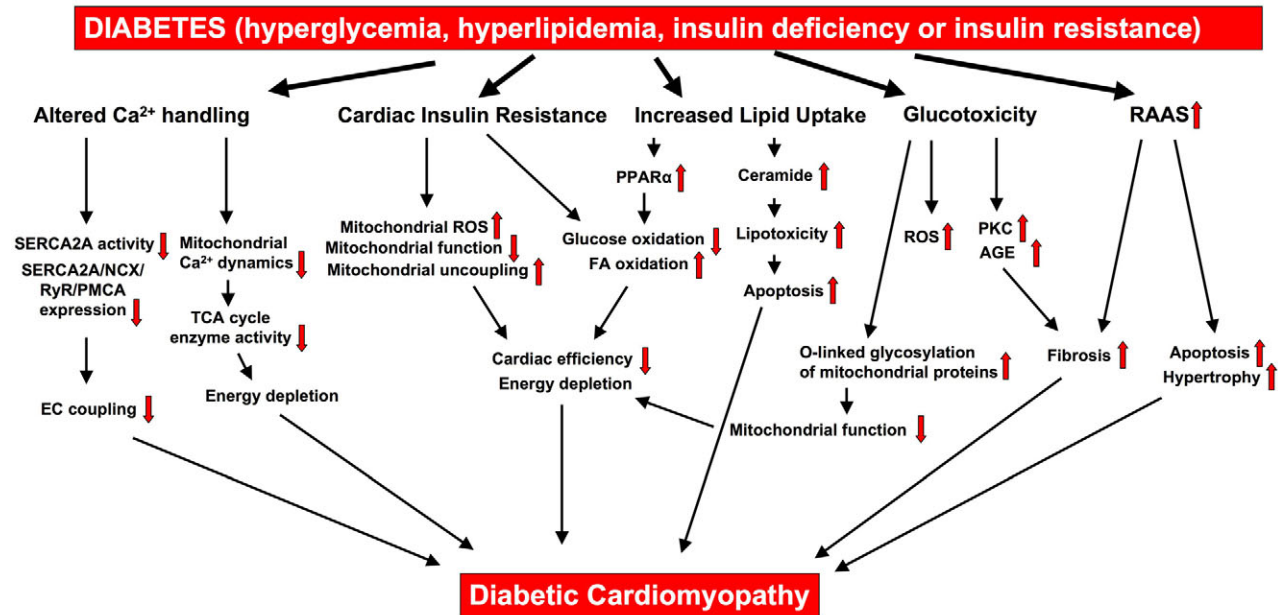 DIABETES (hyperglycemia, hyperlipidemia, insulin deficiency or insulin resistance)
Altered Ca²⁺ handling
Cardiac Insulin Resistance
Increased Lipid Uptake
Glucotoxicity
RAAS
PPARα
Ceramide
SERCA2A activity
SERCA2A/NCX/
RyR/PMCA
expression
Mitochondrial
Ca²⁺ dynamics
Mitochondrial ROS
Mitochondrial function
Mitochondrial uncoupling
Glucose oxidation
FA oxidation
Lipotoxicity
ROS
PKC
AGE
Apoptosis
TCA cycle
enzyme activity
Cardiac efficiency
Energy depletion
O-linked glycosylation
of mitochondrial proteins
Fibrosis
Apoptosis
Hypertrophy
EC coupling
Energy depletion
Mitochondrial function
Diabetic Cardiomyopathy